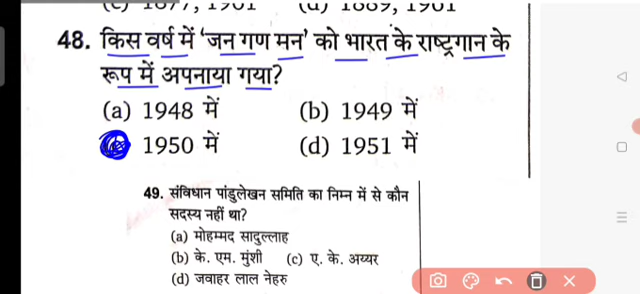 48. किस वर्ष में 'जन गण मन' को भारत के राष्ट्रगान के
रूप में अपनाया गया?
(a) 1948 में (b) 1949 में
1950 में (d) 1951 में
49. संविधान पांडुलेखन समिति का निम्न में से कौन
सदस्य नहीं था?
(a) मोहम्मद सादुल्लाह
(b) के. एम. मुंशी (c) ए. के. अय्यर
(d) जवाहर लाल नेहरु